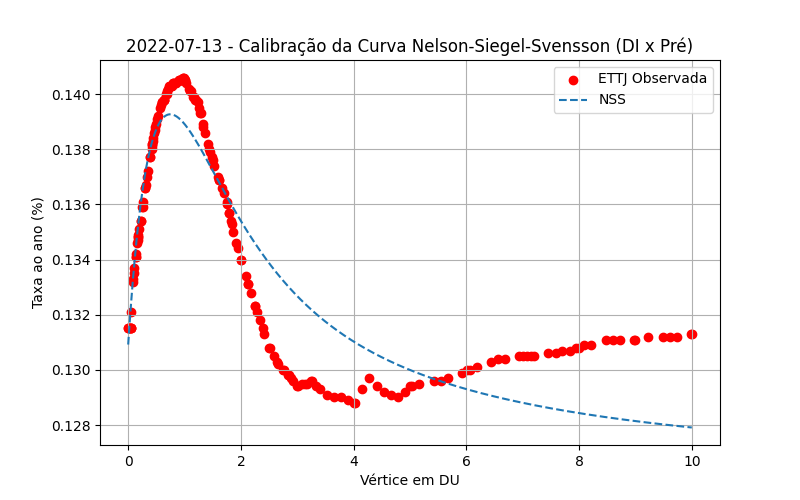 2022-07-13 - Calibração da Curva Nelson-Siegel-Svensson (DI x Pré)
ETTJ Observada
NSS
Taxa ao ano (%)
0.140
0.138
0.136
0.134
0.132
0.130
0.128
0 2 4 6 8 10
Vértice em DU